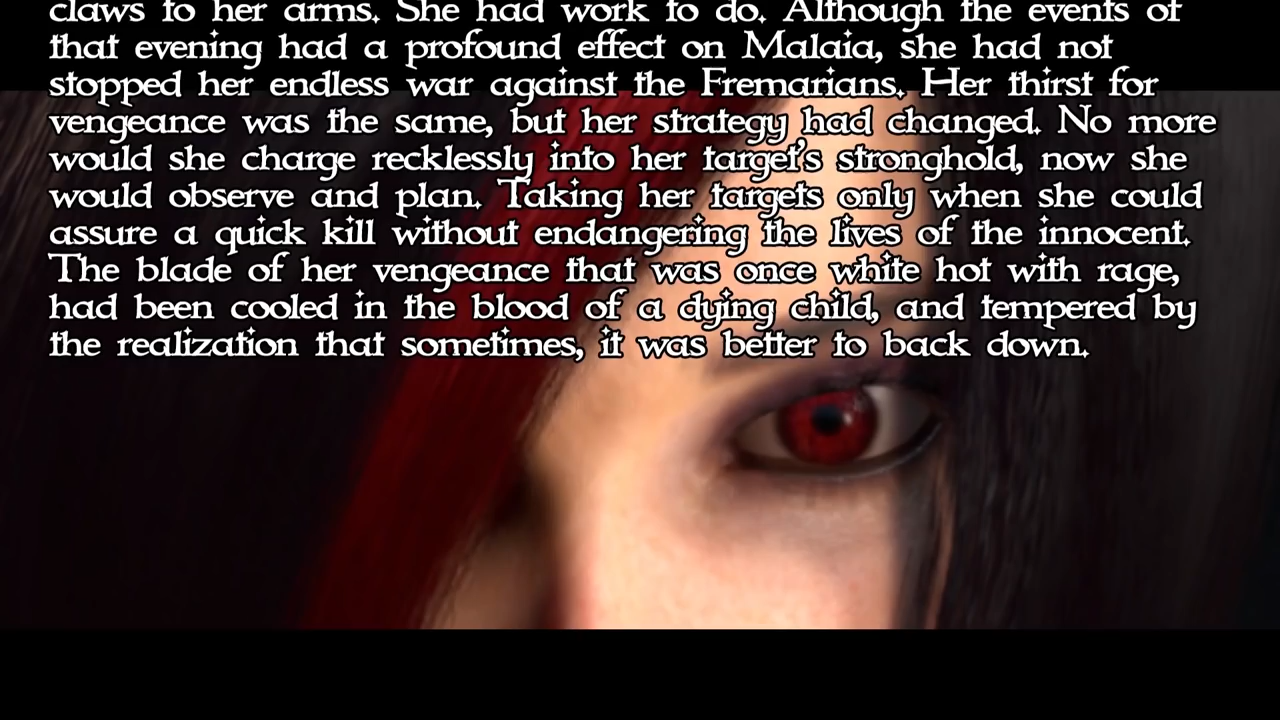 claws to her arms. She had work to do. Although the events of
that evening had a profound effect on Malaia, she had not
stopped her endless war against the Fremarians. Her thirst for
vengeance was the same, but her strategy had changed. No more
would she charge recklessly into her target's stronghold, now she
would observe and plan. Taking her targets only when she could
assure a quick kill without endangering the lives of the innocent.
The blade of her vengeance that was once white hot with rage,
had been cooled in the blood of a dying child, and tempered by
the realization that sometimes, it was better to back down.